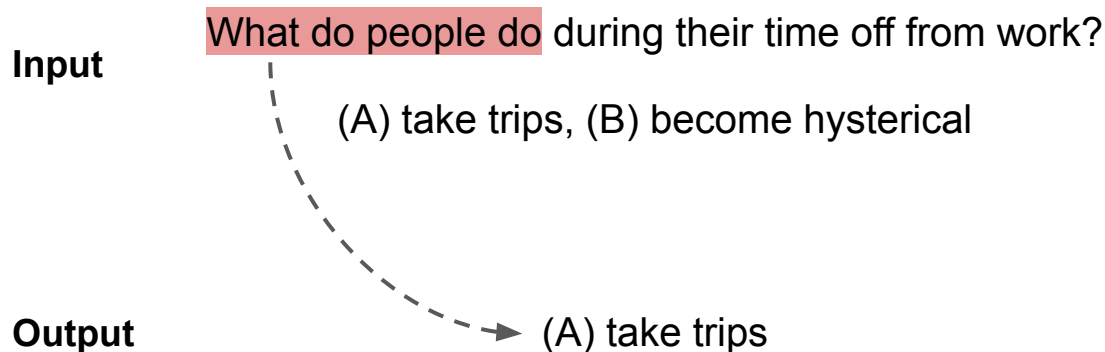 Input
What do people do during their time off from work?
(A) take trips, (B) become hysterical
Output
(A) take trips